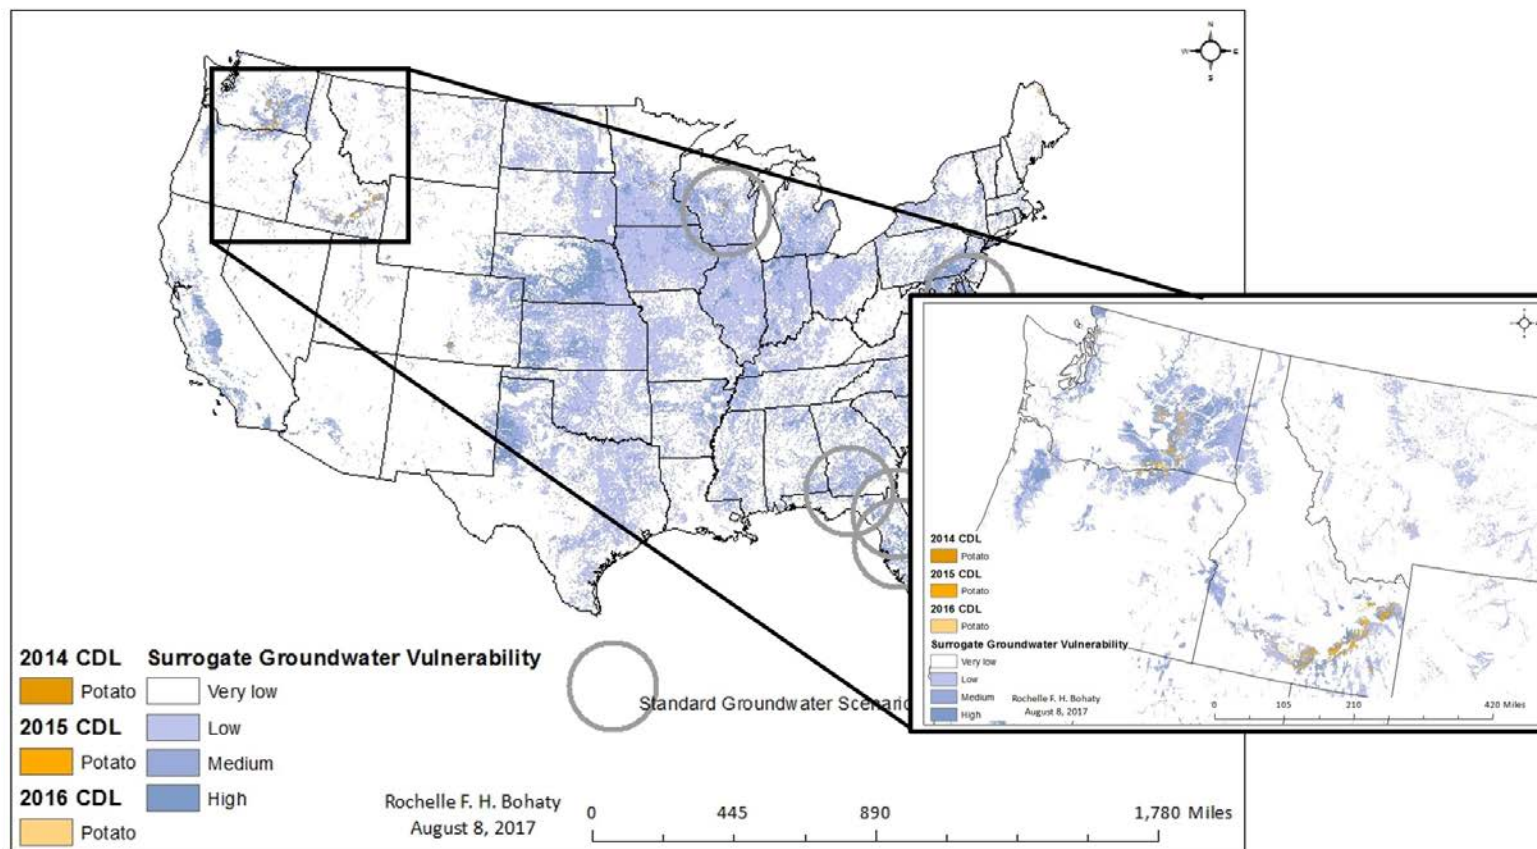 N
W E
S
2014 CDL
Potato
2015 CDL
Potato
2016 CDL
Potato
Surrogate Groundwater Vulnerability
Very low
Low
Medium
High
Standard Groundwater Scenario
Rochelle F. H. Bohaty
August 8, 2017
0 445 890 1,780 Miles
2014 CDL
Potato
2015 CDL
Potato
2016 CDL
Potato
Surrogate Groundwater Vulnerability
Very low
Low
Medium
High
Rochelle F. H. Bohaty
August 8, 2017
0 105 210 420 Miles